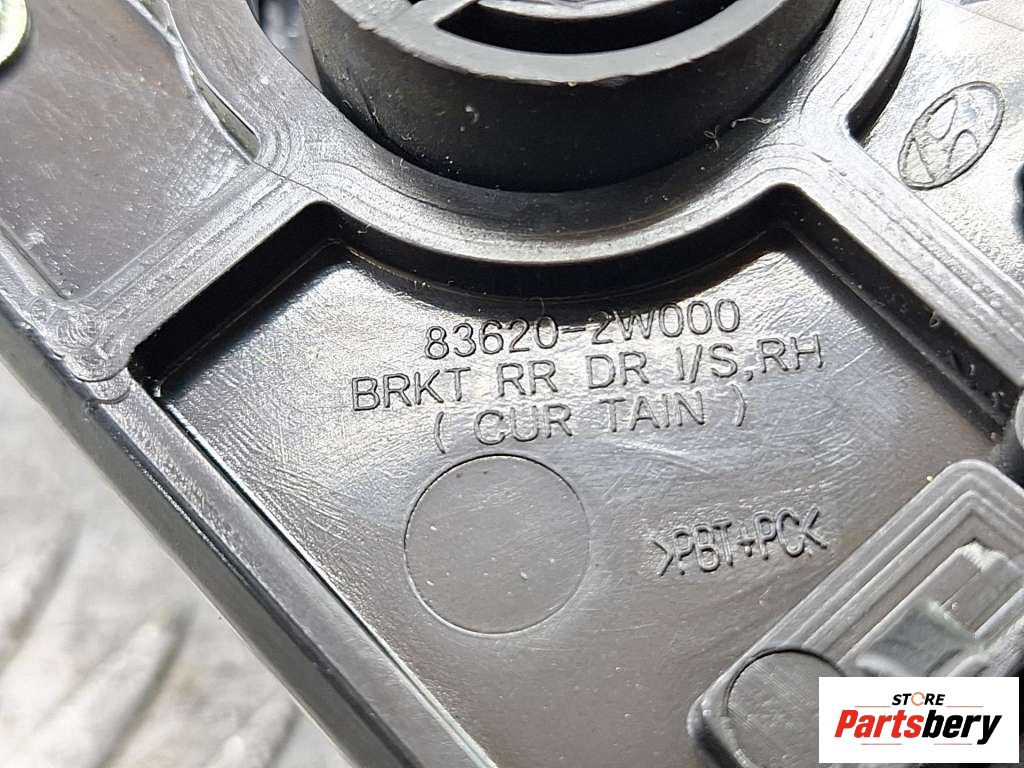 83620-2W000
BRKT RR DR I/S,RH
( CUR TAIN )
>PBT+PC<
STORE
Partsbery